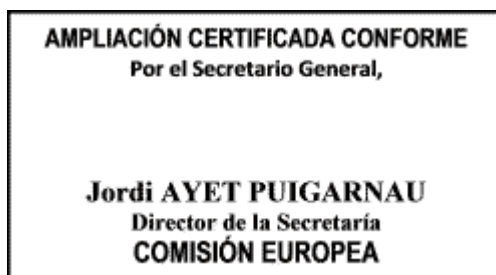 AMPLIACIÓN CERTIFICADA CONFORME
Por el Secretario General,
Jordi AYET PUIGARNAU
Director de la Secretaría
COMISIÓN EUROPEA